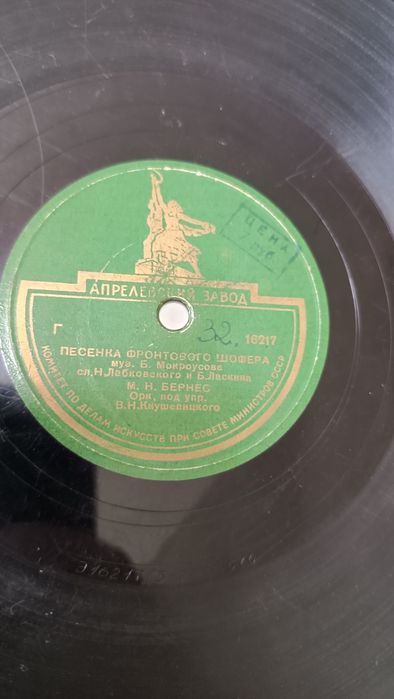 ЦЕНА
АПРЕЛЕВСКИЙ ЗАВОД
Г 32. 16217
ПЕСЕНКА ФРОНТОВОГО ШОФЕРА
муз. Б. Мокроусова
сл. Н. Лабковского и Б. Ласкина
М. Н. БЕРНЕС
Орк. под упр.
В. Н. Кнушевицкого
КОМИТЕТ ПО ДЕЛАМ ИСКУССТВ ПРИ СОВЕТЕ МИНИСТРОВ СССР